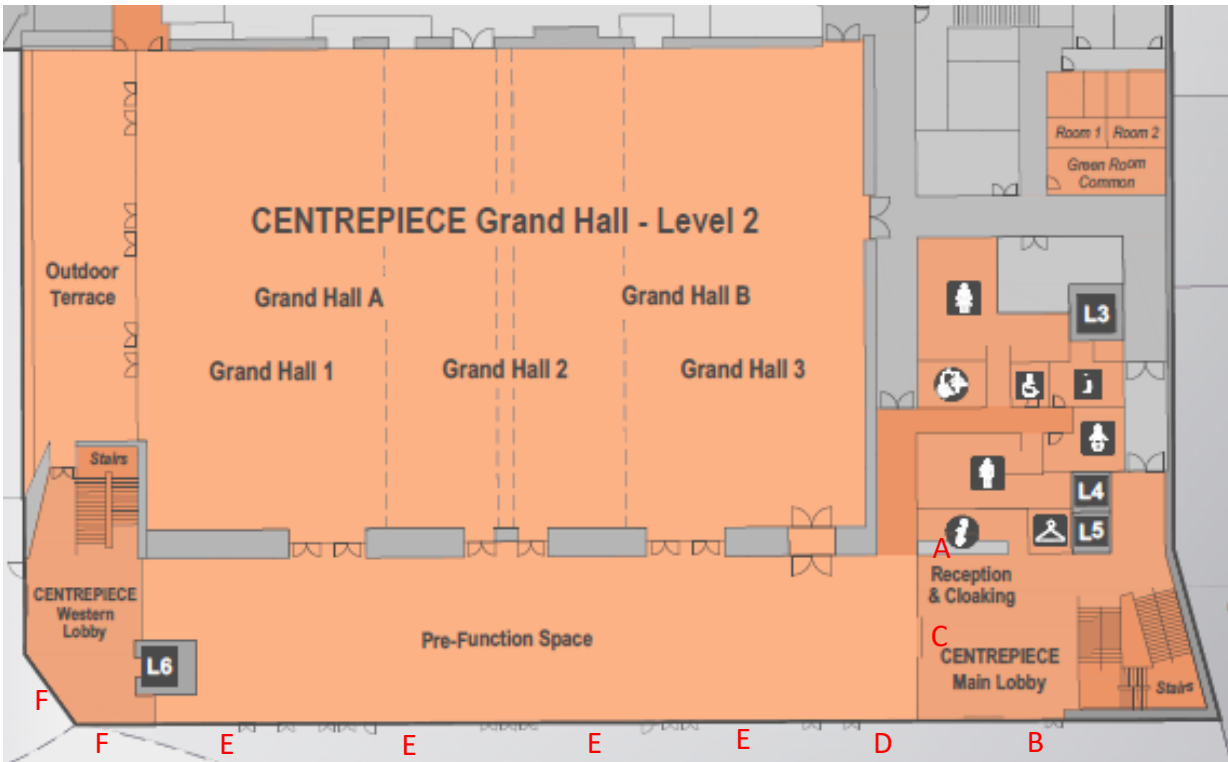 Room 1
Room 2
Green Room
Common
CENTREPIECE Grand Hall - Level 2
Outdoor
Terrace
Grand Hall A
Grand Hall B
L3
Grand Hall 1
Grand Hall 2
Grand Hall 3
Stairs
L4
L5
i
A
Reception
& Cloaking
CENTREPIECE
Western
Lobby
Pre-Function Space
C
CENTREPIECE
Main Lobby
L6
Stairs
F
F
E
E
E
E
D
B